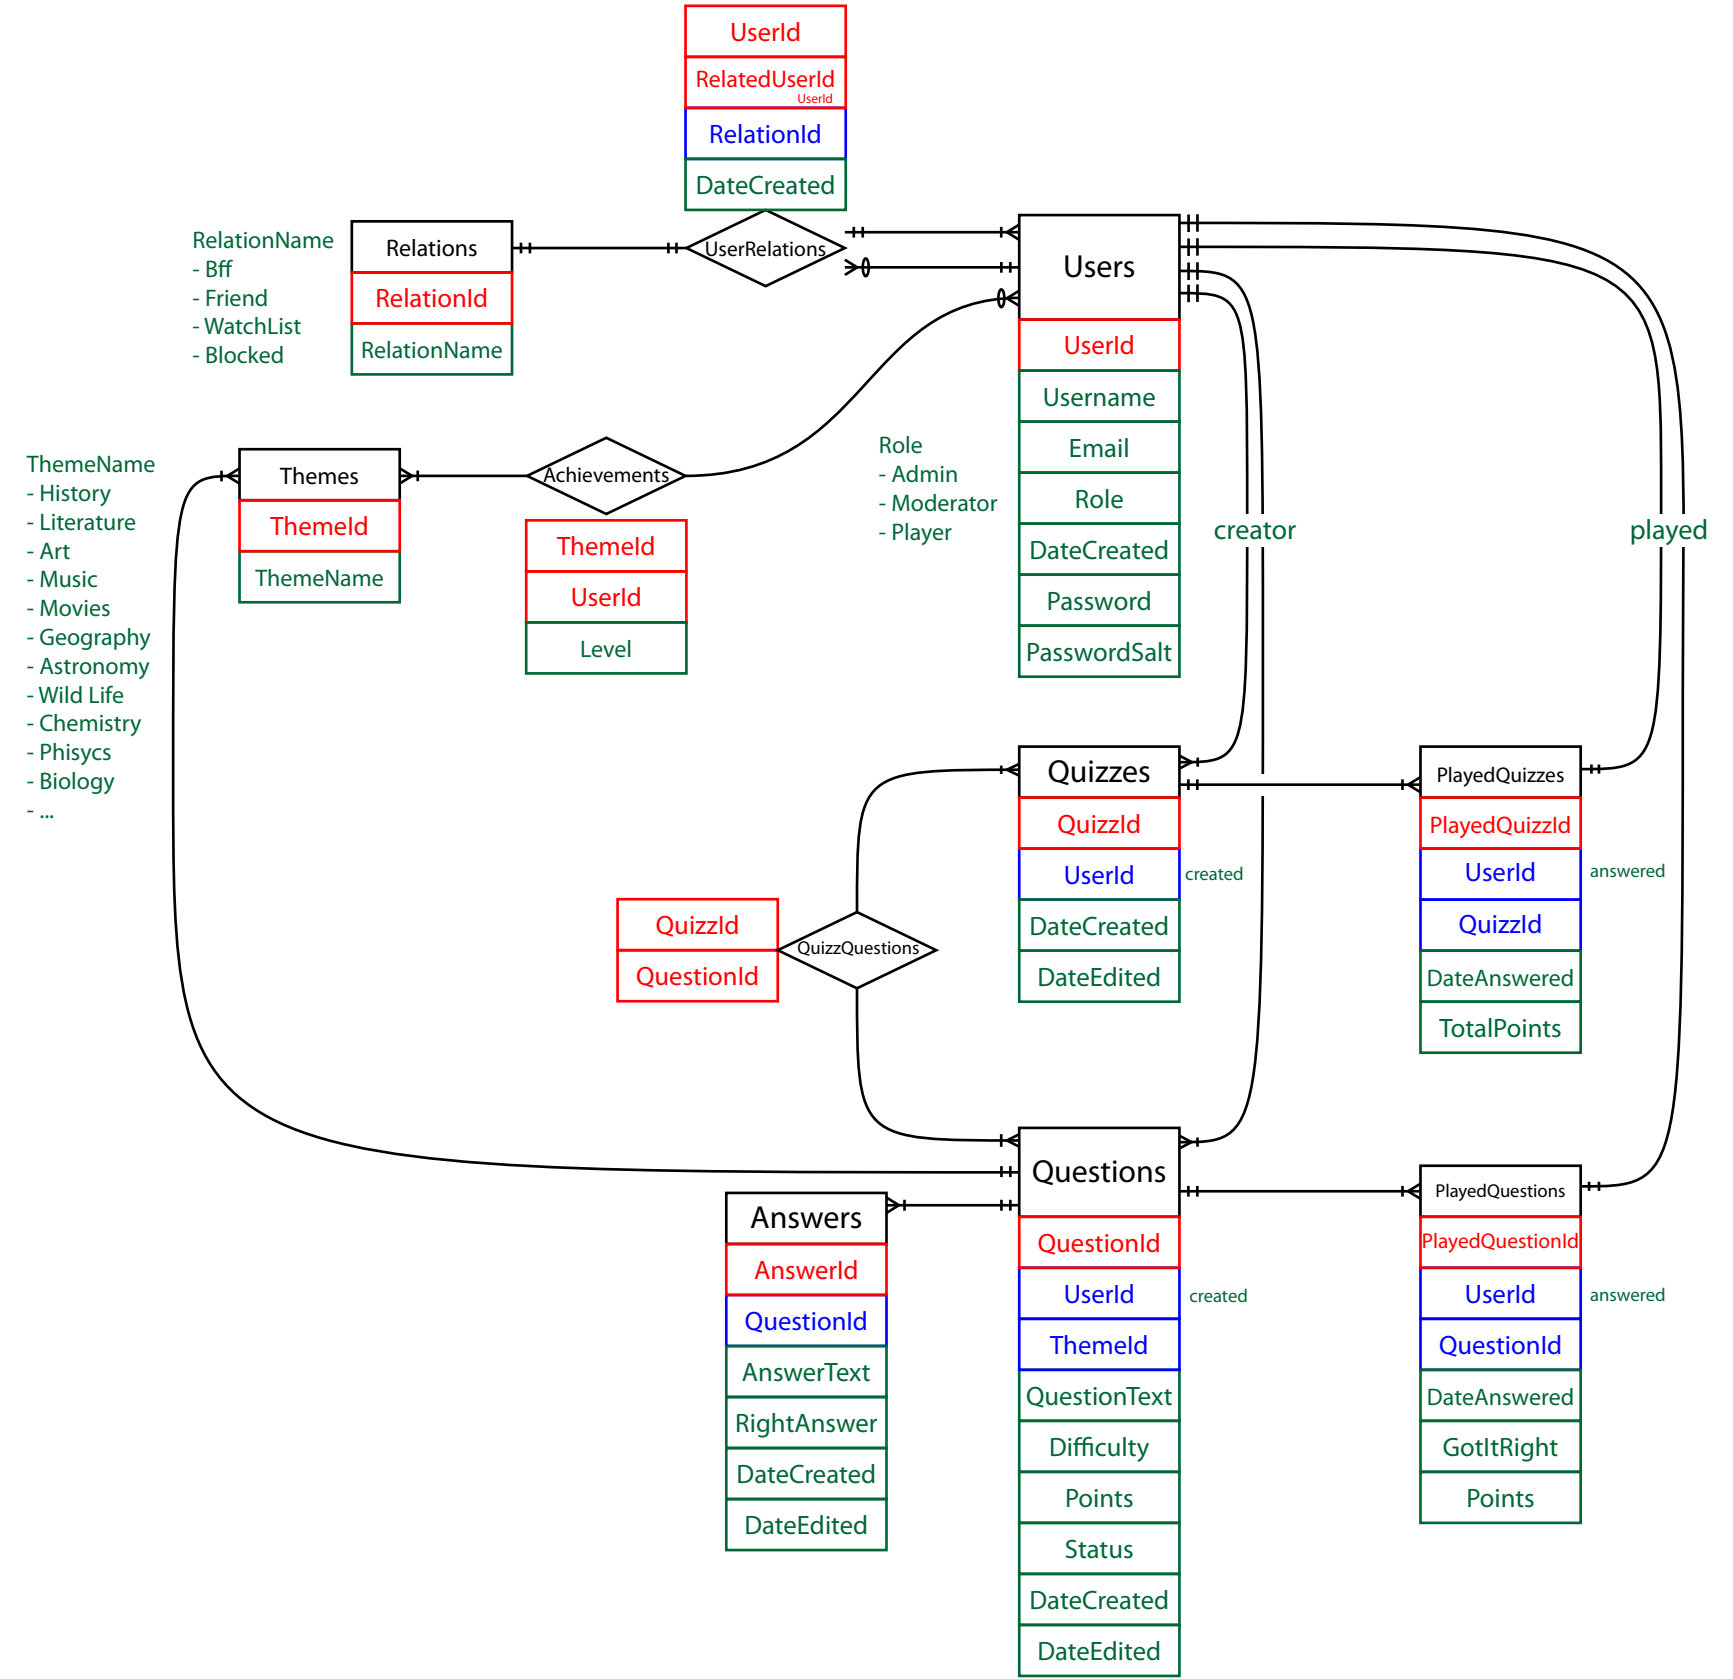 UserId
RelatedUserId
UserId
RelationId
DateCreated
UserRelations
RelationName
- Bff
- Friend
- WatchList
- Blocked
Relations
RelationId
RelationName
Users
UserId
Username
Email
Role
DateCreated
Password
PasswordSalt
Role
- Admin
- Moderator
- Player
creator
played
ThemeName
- History
- Literature
- Art
- Music
- Movies
- Geography
- Astronomy
- Wild Life
- Chemistry
- Phisycs
- Biology
- ...
Themes
ThemeId
ThemeName
Achievements
ThemeId
UserId
Level
Quizzes
QuizzId
UserId
created
DateCreated
DateEdited
PlayedQuizzes
PlayedQuizzId
UserId
answered
QuizzId
DateAnswered
TotalPoints
QuizzId
QuestionId
QuizzQuestions
Questions
QuestionId
UserId
created
ThemeId
QuestionText
Difficulty
Points
Status
DateCreated
DateEdited
Answers
AnswerId
QuestionId
AnswerText
RightAnswer
DateCreated
DateEdited
PlayedQuestions
PlayedQuestionId
UserId
answered
QuestionId
DateAnswered
GotItRight
Points